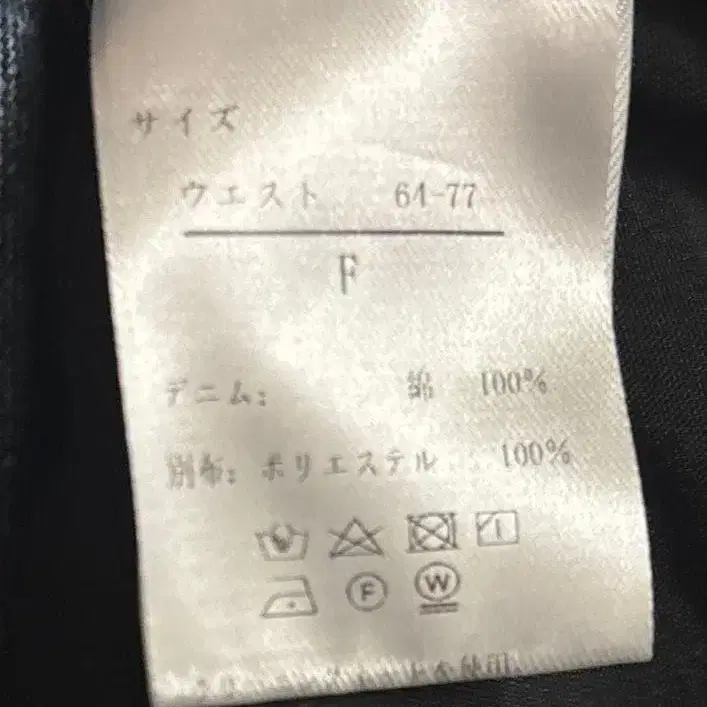 サイズ
ウエスト 64-77
F
デニム: 綿 100%
別布: ポリエステル 100%
F W